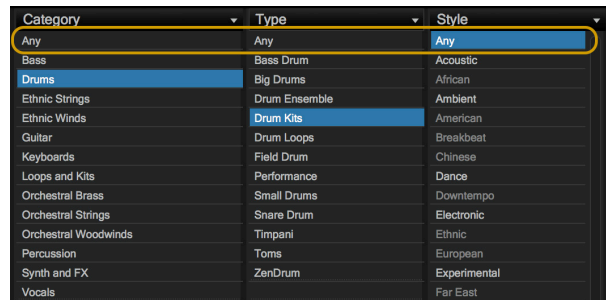 Category Type Style
Any Any Any
Bass Bass Drum Acoustic
Drums Big Drums African
Ethnic Strings Drum Ensemble Ambient
Ethnic Winds Drum Kits American
Guitar Drum Loops Breakbeat
Keyboards Field Drum Chinese
Loops and Kits Performance Dance
Orchestral Brass Small Drums Downtempo
Orchestral Strings Snare Drum Electronic
Orchestral Woodwinds Timpani Ethnic
Percussion Toms European
Synth and FX ZenDrum Experimental
Vocals Far East